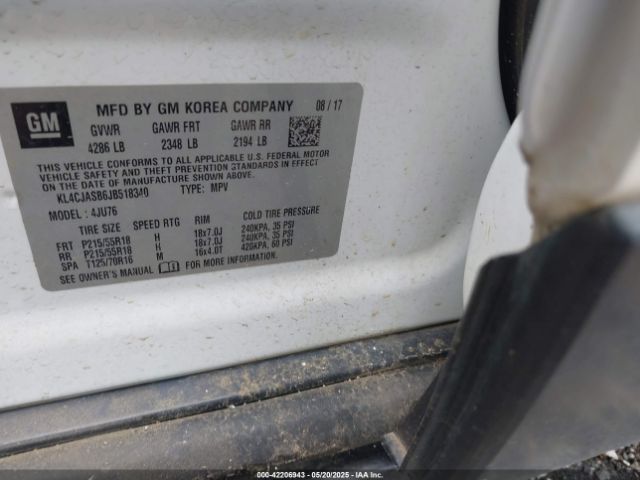 GM
MFD BY GM KOREA COMPANY 08 / 17
GVWR GAWR FRT GAWR RR
4286 LB 2348 LB 2194 LB
THIS VEHICLE CONFORMS TO ALL APPLICABLE U.S. FEDERAL MOTOR
VEHICLE SAFETY AND THEFT PREVENTION STANDARDS IN EFFECT
ON THE DATE OF MANUFACTURE SHOWN ABOVE.
KL4CJASB6JB518340 TYPE: MPV
MODEL : 4JU76
TIRE SIZE SPEED RTG RIM COLD TIRE PRESSURE
FRT P215/55R18 H 18x7.0J 240KPA, 35 PSI
RR P215/55R18 H 18x7.0J 240KPA, 35 PSI
SPA T125/70R16 M 16x4.0T 420KPA, 60 PSI
SEE OWNER'S MANUAL FOR MORE INFORMATION.
000-42206943 - 05/20/2025 - IAAI.COM